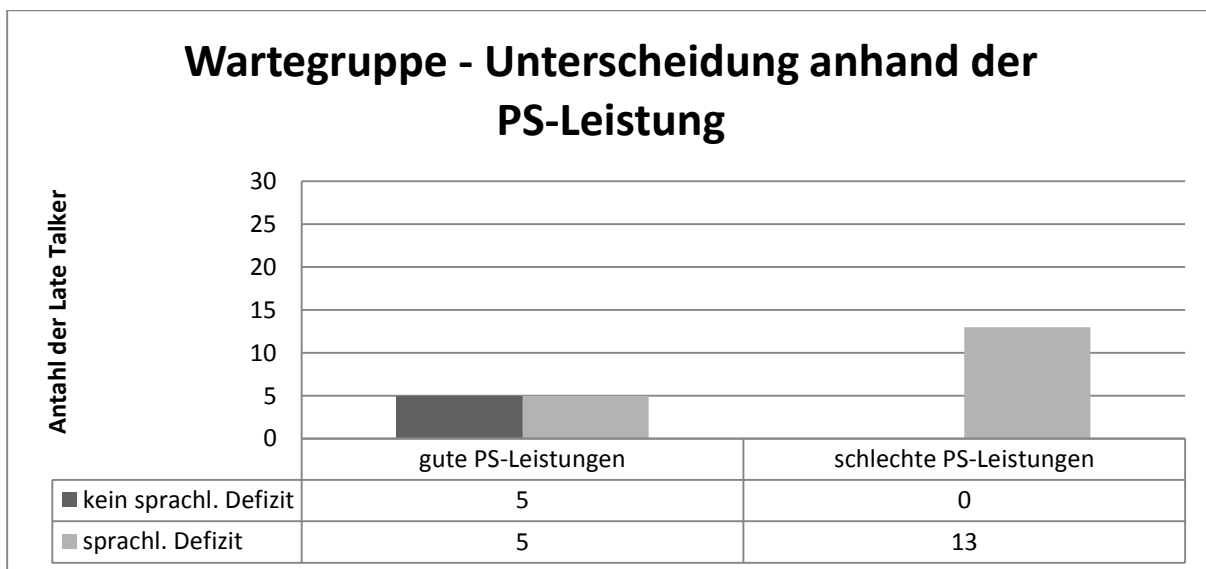 Wartegruppe - Unterscheidung anhand der
PS-Leistung
Antahl der Late Talker
30
25
20
15
10
5
0
gute PS-Leistungen schlechte PS-Leistungen
kein sprachl. Defizit 5 0
sprachl. Defizit 5 13